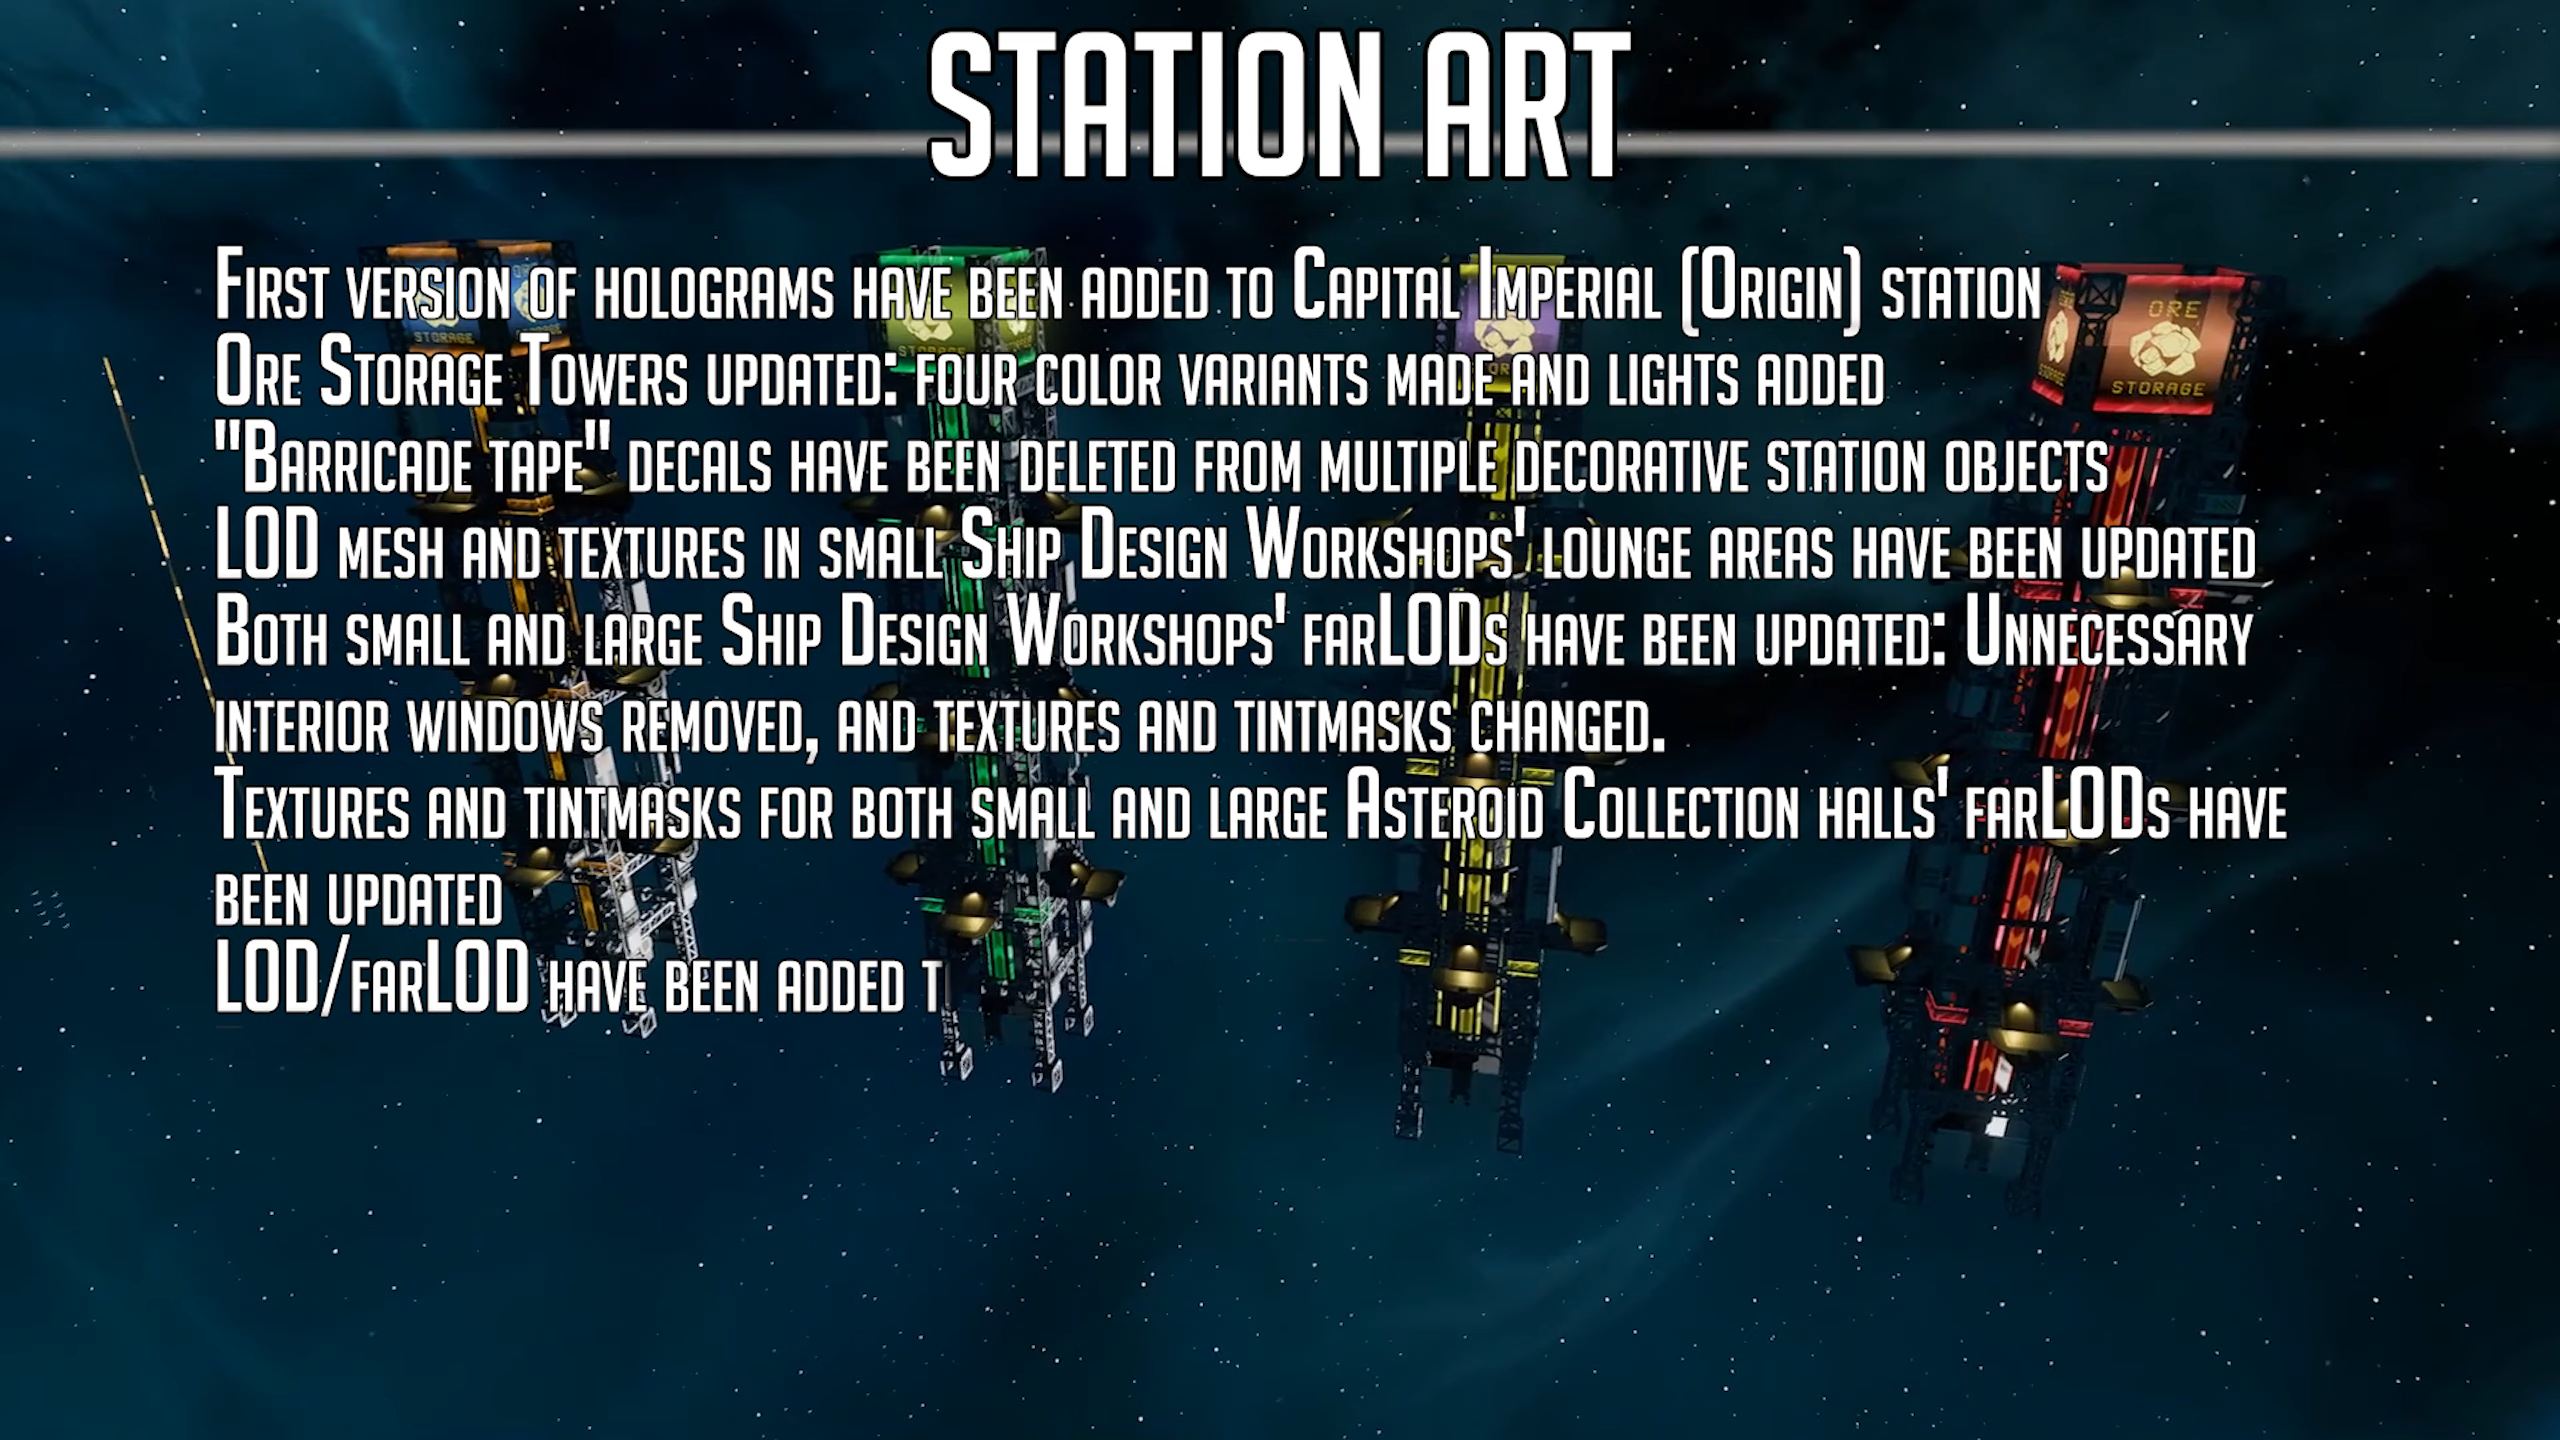 STATION ART
First version of holograms have been added to Capital Imperial (Origin) station
Ore Storage Towers updated: four color variants made and lights added
"Barricade tape" decals have been deleted from multiple decorative station objects
LOD mesh and textures in small Ship Design Workshops' lounge areas have been updated
Both small and large Ship Design Workshops' farLODs have been updated: Unnecessary
interior windows removed, and textures and tintmasks changed.
Textures and tintmasks for both small and large Asteroid Collection halls' farLODs have
been updated
LOD/farLOD have been added t
STORAGE
STORAGE
ORE
STORAGE